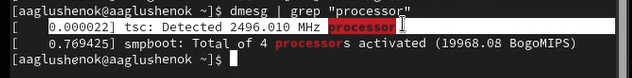 [aaglushenok@aaglushenok ~]$ dmesg | grep "processor"
[    0.000022] tsc: Detected 2496.010 MHz processor
[    0.769425] smpboot: Total of 4 processors activated (19968.08 BogoMIPS)
[aaglushenok@aaglushenok ~]$